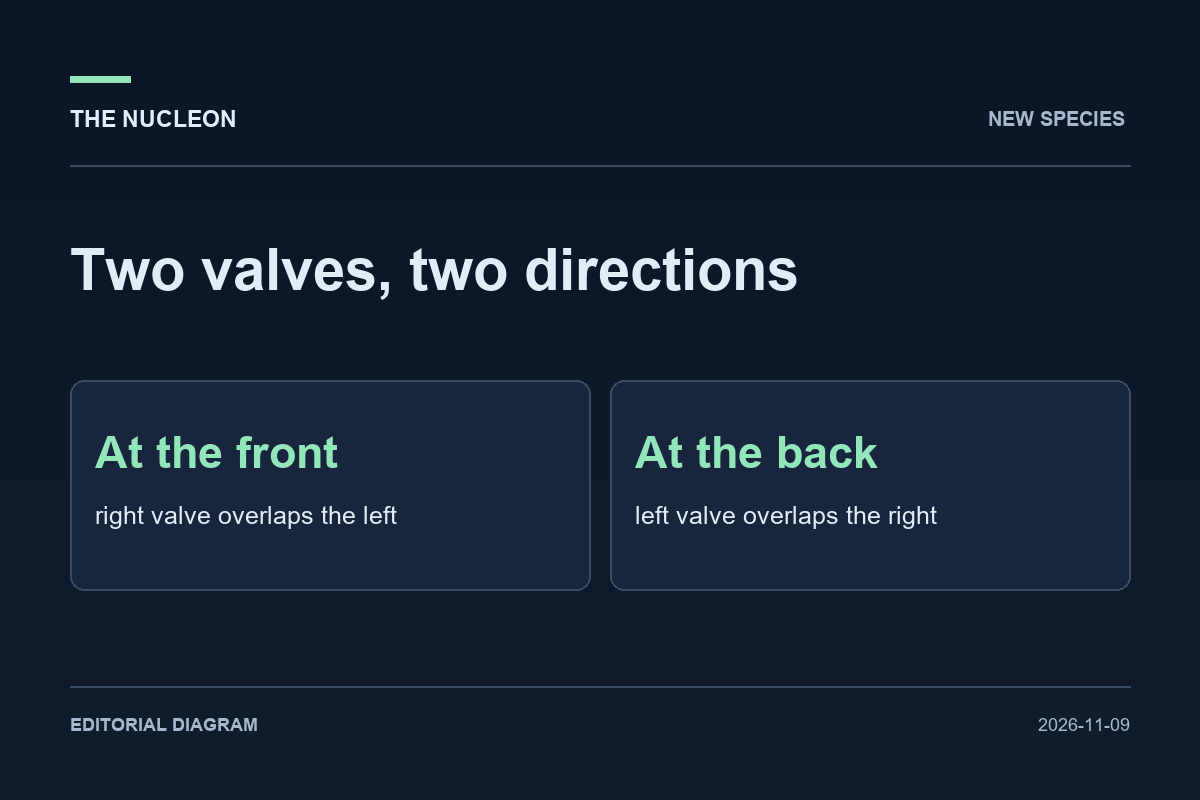 THE NUCLEON
NEW SPECIES
Two valves, two directions
At the front
right valve overlaps the left
At the back
left valve overlaps the right
EDITORIAL DIAGRAM
2026-11-09